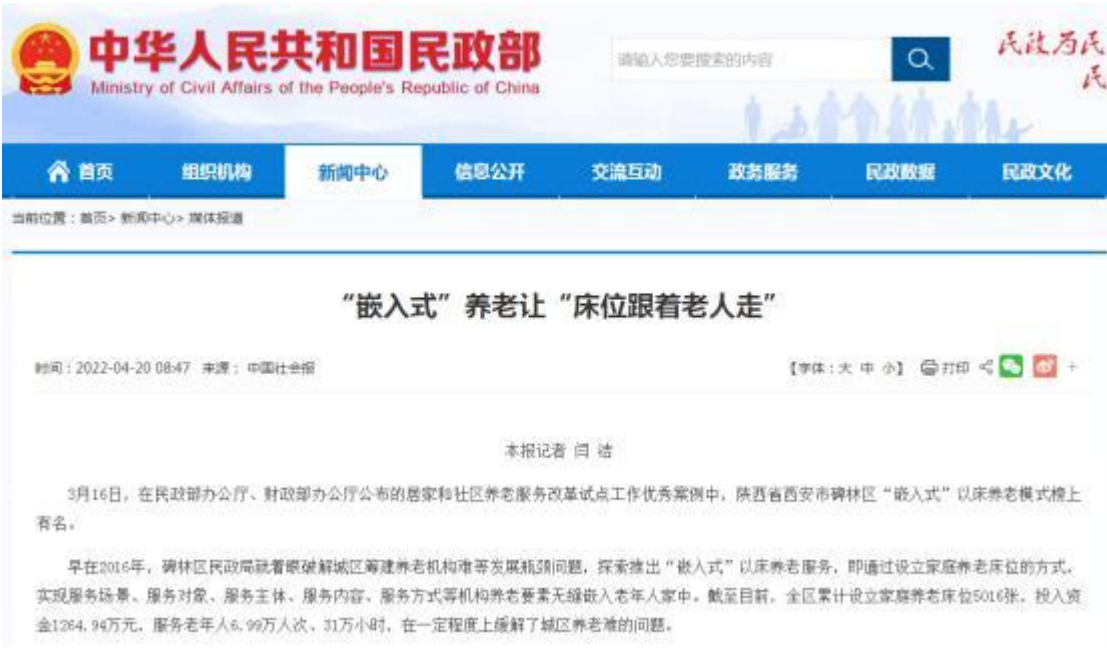 中华人民共和国民政部
Ministry of Civil Affairs of the People's Republic of China
请输入您要搜索的内容
民政为民
民
首页 组织机构 新闻中心 信息公开 交流互动 政务服务 民政数据 民政文化
当前位置：首页> 新闻中心> 媒体报道
“嵌入式”养老让“床位跟着老人走”
时间：2022-04-20 08:47 来源：中国社会报 【字体：大 中 小】 打印
本报记者 闫 洁
3月16日，在民政部办公厅、财政部办公厅公布的居家和社区养老服务改革试点工作优秀案例中，陕西省西安市碑林区“嵌入式”以床养老模式榜上
有名。
早在2016年，碑林区民政局就着眼破解城区筹建养老机构难等发展瓶颈问题，探索推出“嵌入式”以床养老服务，即通过设立家庭养老床位的方式，
实现服务场景、服务对象、服务主体、服务内容、服务方式等机构养老要素无缝嵌入老年人家中。截至目前，全区累计设立家庭养老床位5016张，投入资
金1264.94万元，服务老年人6.99万人次、31万小时，在一定程度上缓解了城区养老难的问题。